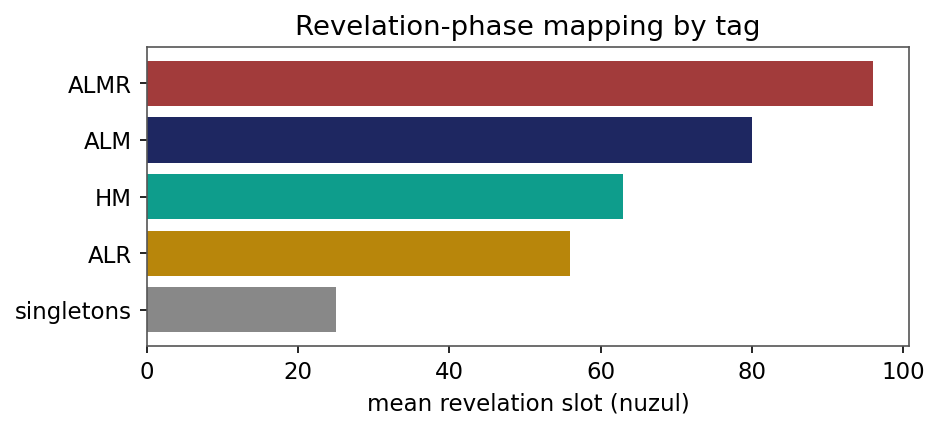 Revelation-phase mapping by tag
ALMR
ALM
HM
ALR
singletons
0 20 40 60 80 100
mean revelation slot (nuzul)